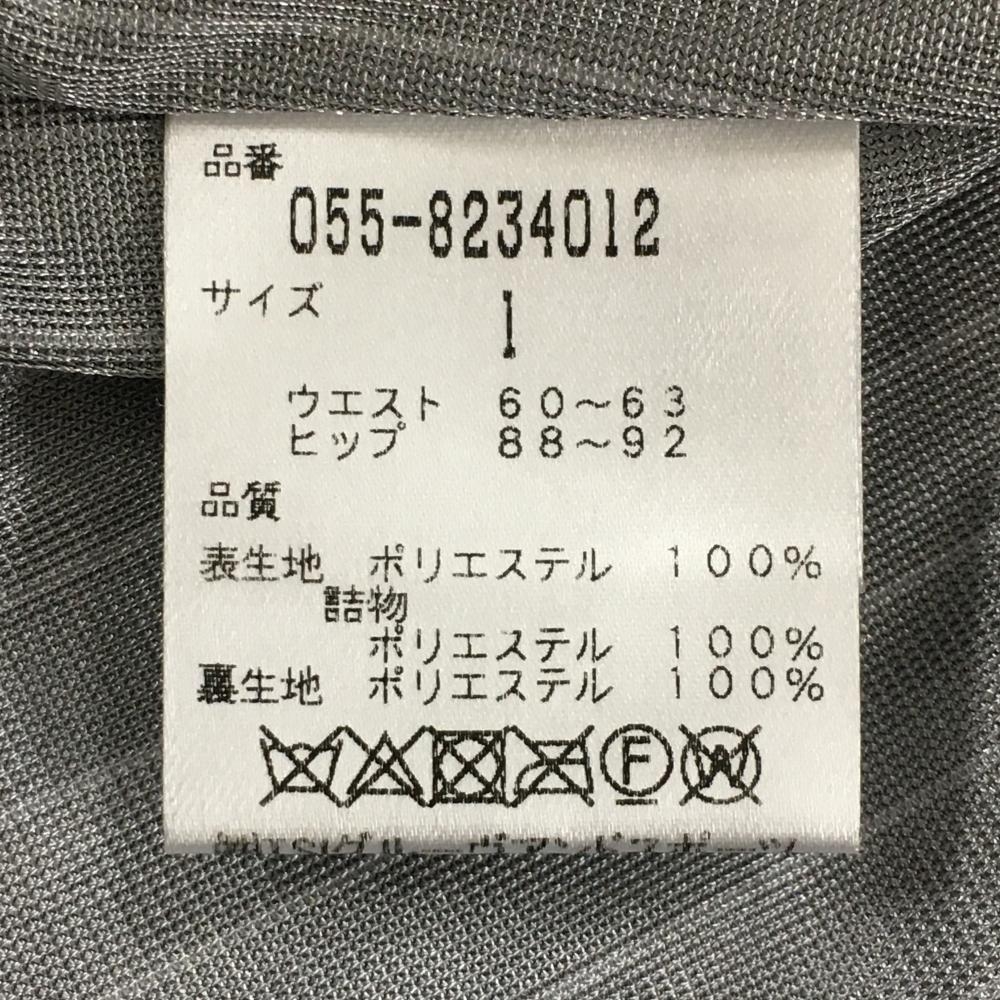 品番
055-8234012
サイズ
1
ウエスト 60〜63
ヒップ 88〜92
品質
表生地 ポリエステル 100%
詰物
ポリエステル 100%
裏生地 ポリエステル 100%
F W